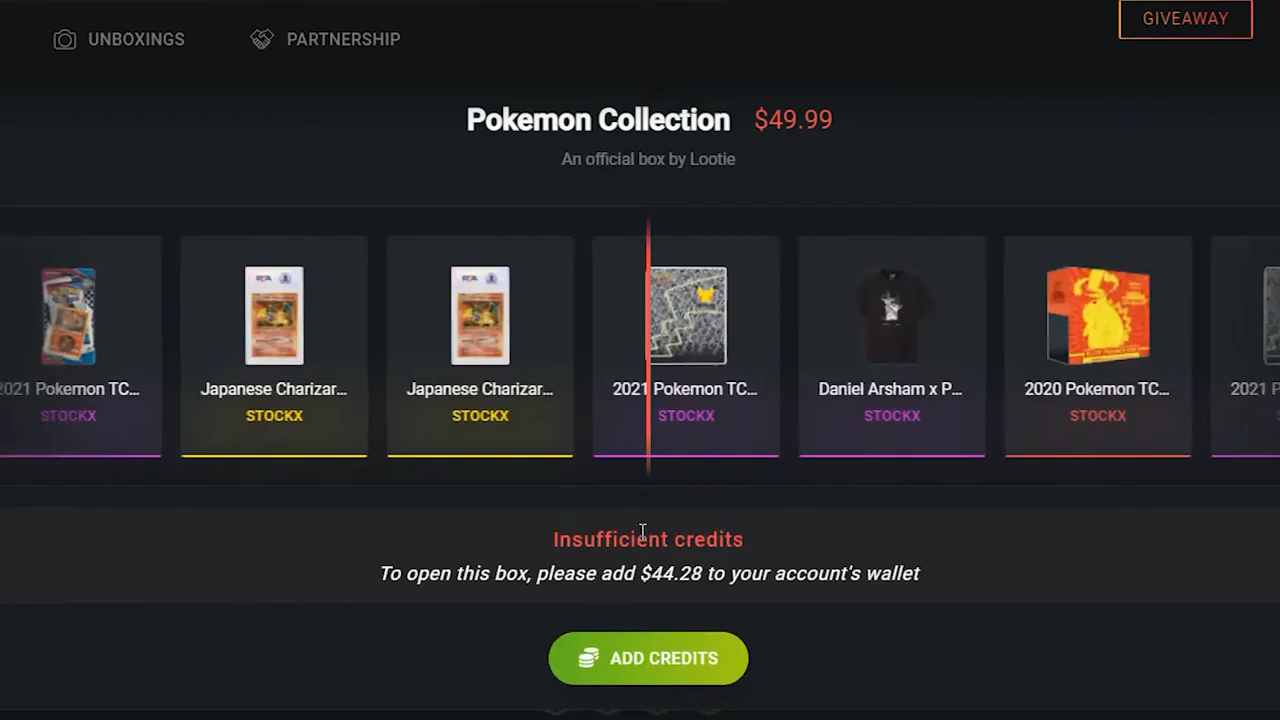 GIVEAWAY
UNBOXINGS
PARTNERSHIP
Pokemon Collection $49.99
An official box by Lootie
2021 Pokemon TC...
Japanese Charizar...
Japanese Charizar...
2021 Pokemon TC...
Daniel Arsham x P...
2020 Pokemon TC...
2021 P
STOCKX
STOCKX
STOCKX
STOCKX
STOCKX
STOCKX
Insufficient credits
To open this box, please add $44.28 to your account's wallet
ADD CREDITS